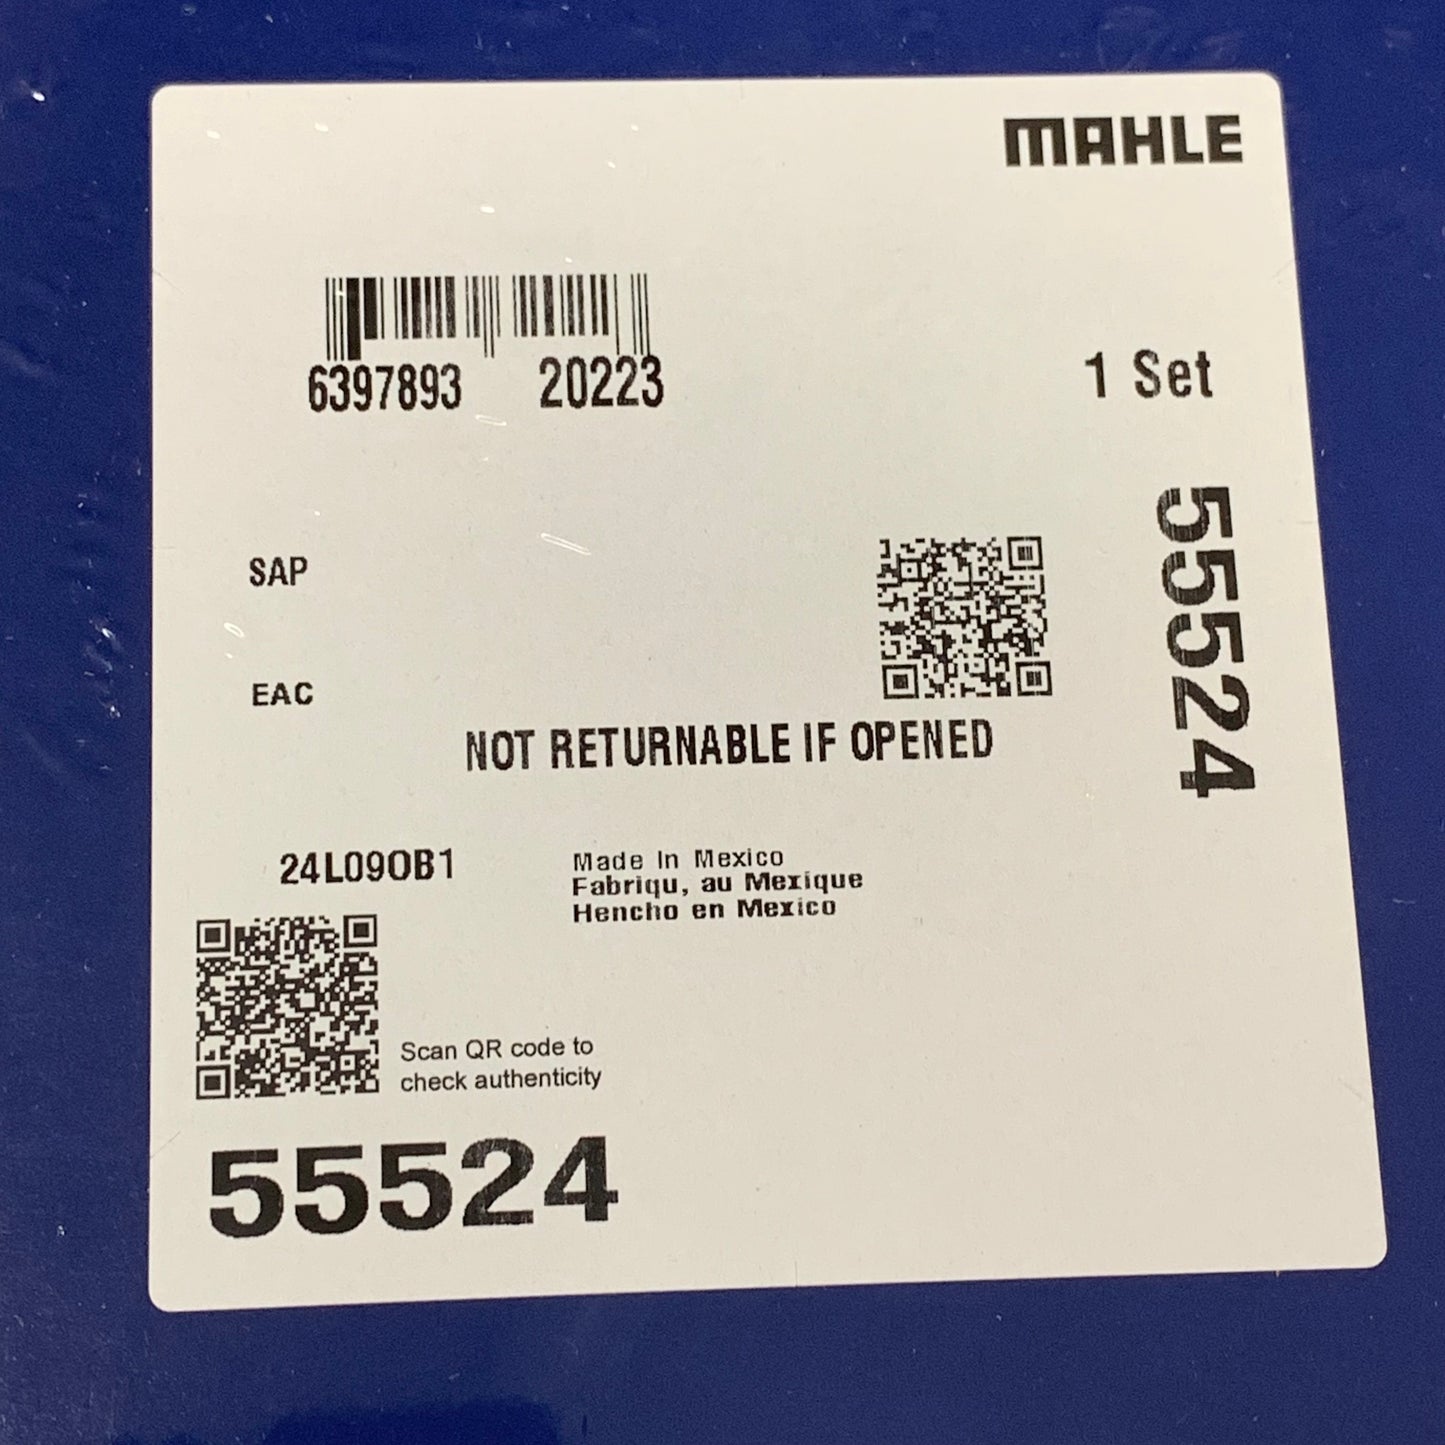 MAHLE
6397893 20223
1 Set
55524
SAP
EAC
NOT RETURNABLE IF OPENED
24L09OB1
Made In Mexico
Fabriqu, au Mexique
Hencho en Mexico
Scan QR code to
check authenticity
55524